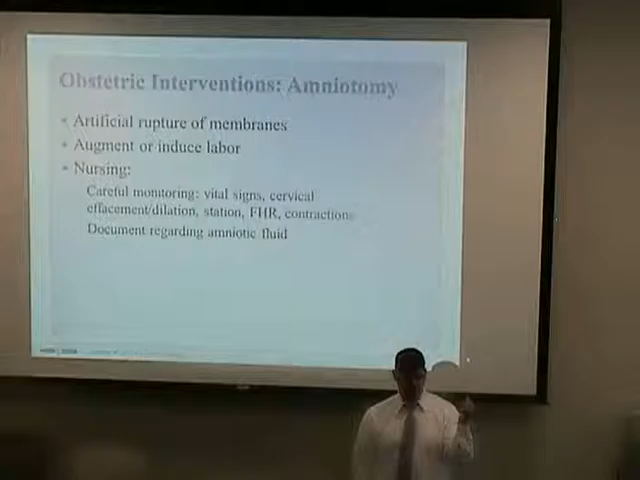 Obstetric Interventions: Amniotomy
Artificial rupture of membranes
Augment or induce labor
Nursing:
Careful monitoring: vital signs, cervical
effacement/dilation, station, FHR, contractions
Document regarding amniotic fluid